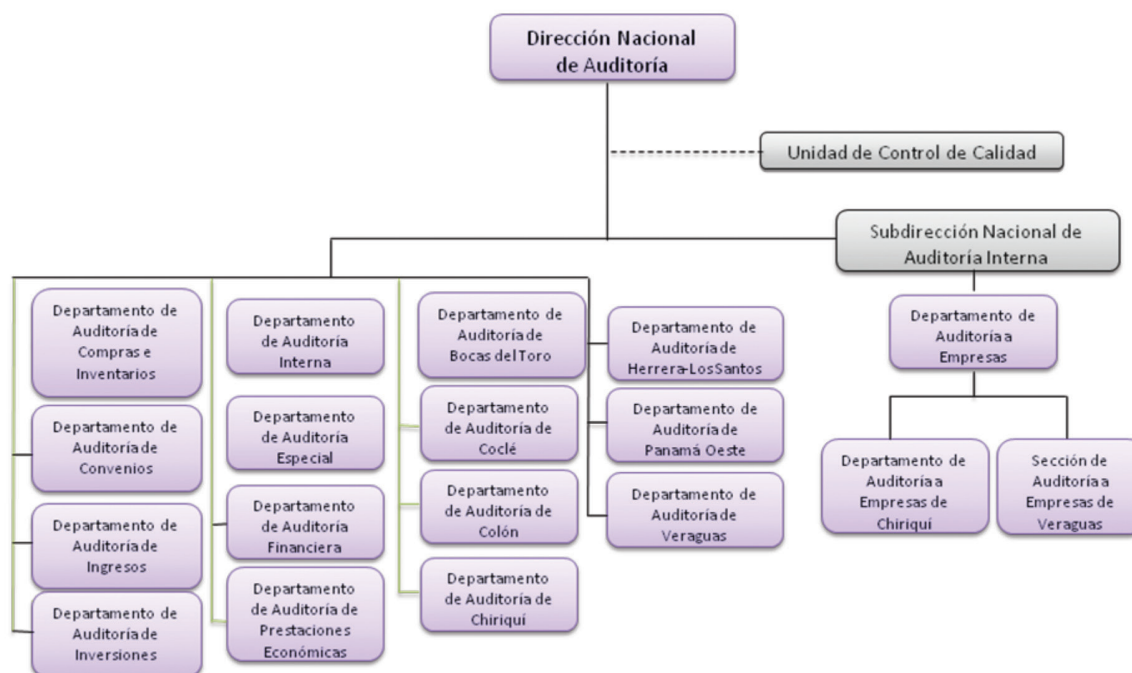 Dirección Nacional
de Auditoría
Unidad de Control de Calidad
Subdirección Nacional de
Auditoría Interna
Departamento de
Auditoría de
Compras e
Inventarios
Departamento de
Auditoría de
Convenios
Departamento de
Auditoría de
Ingresos
Departamento de
Auditoría de
Inversiones
Departamento
de Auditoría
Interna
Departamento
de Auditoría
Especial
Departamento
de Auditoría
Financiera
Departamento
de Auditoría de
Prestaciones
Económicas
Departamento de
Auditoría de
Bocas del Toro
Departamento
de Auditoría de
Coclé
Departamento
de Auditoría de
Colón
Departamento
de Auditoría de
Chiriquí
Departamento de
Auditoría de
Herrera-Los Santos
Departamento de
Auditoría de
Panamá Oeste
Departamento de
Auditoría de
Veraguas
Departamento de
Auditoría a
Empresas
Departamento de
Auditoría a
Empresas de
Chiriquí
Sección de
Auditoría a
Empresas de
Veraguas